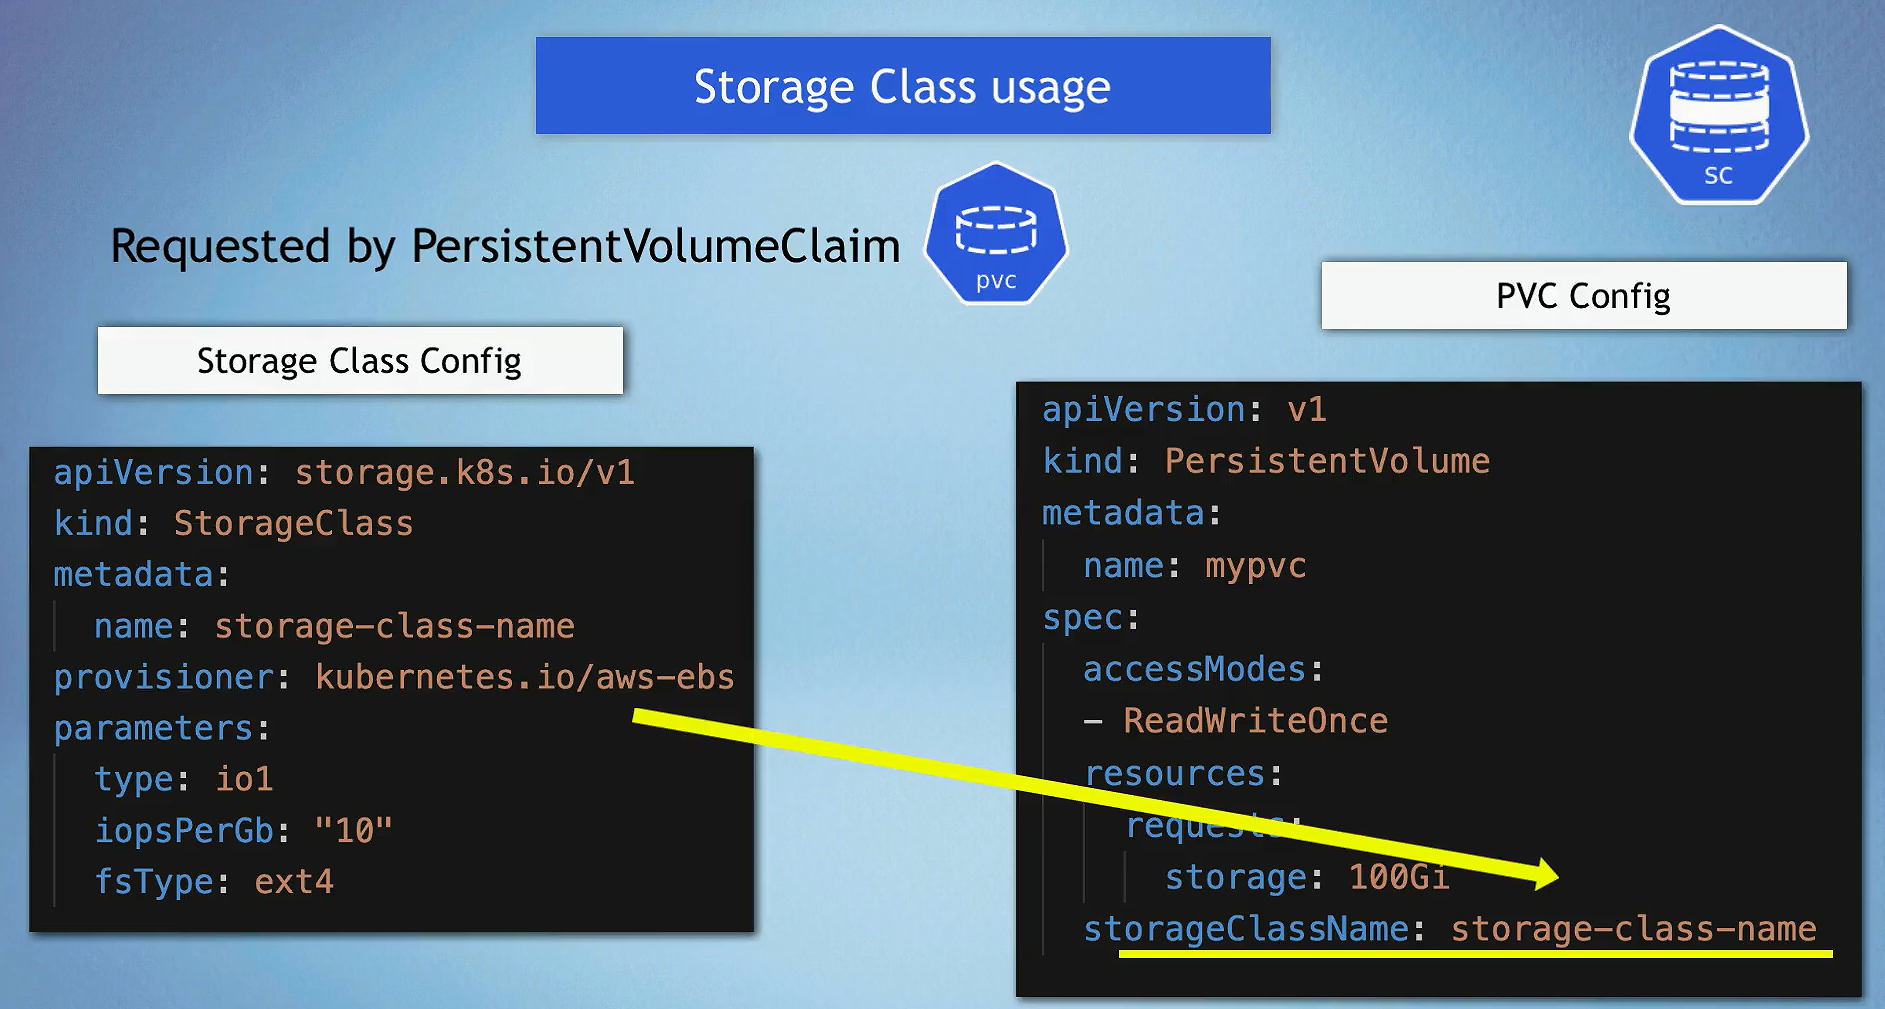 Storage Class usage
SC
Requested by PersistentVolumeClaim
pvc
Storage Class Config
apiVersion: storage.k8s.io/v1
kind: StorageClass
metadata:
  name: storage-class-name
provisioner: kubernetes.io/aws-ebs
parameters:
  type: io1
  iopsPerGb: "10"
  fsType: ext4
PVC Config
apiVersion: v1
kind: PersistentVolume
metadata:
  name: mypvc
spec:
  accessModes:
  - ReadWriteOnce
  resources:
    requests:
      storage: 100Gi
  storageClassName: storage-class-name